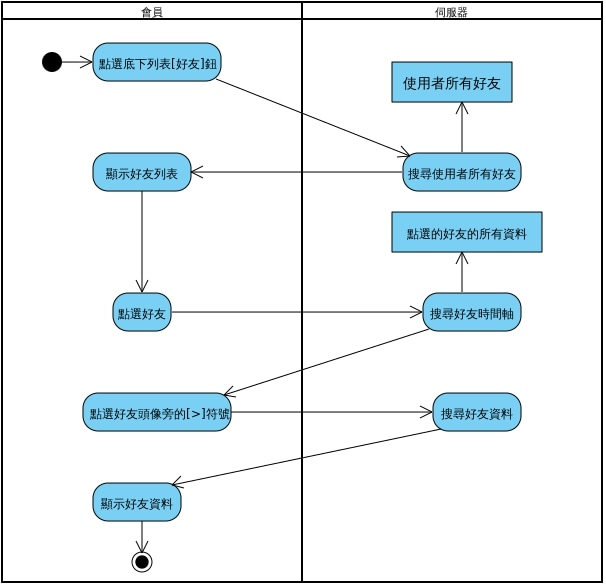 會員
伺服器
點選底下列表[好友]鈕
使用者所有好友
顯示好友列表
搜尋使用者所有好友
點選的好友的所有資料
點選好友
搜尋好友時間軸
點選好友頭像旁的[>]符號
搜尋好友資料
顯示好友資料